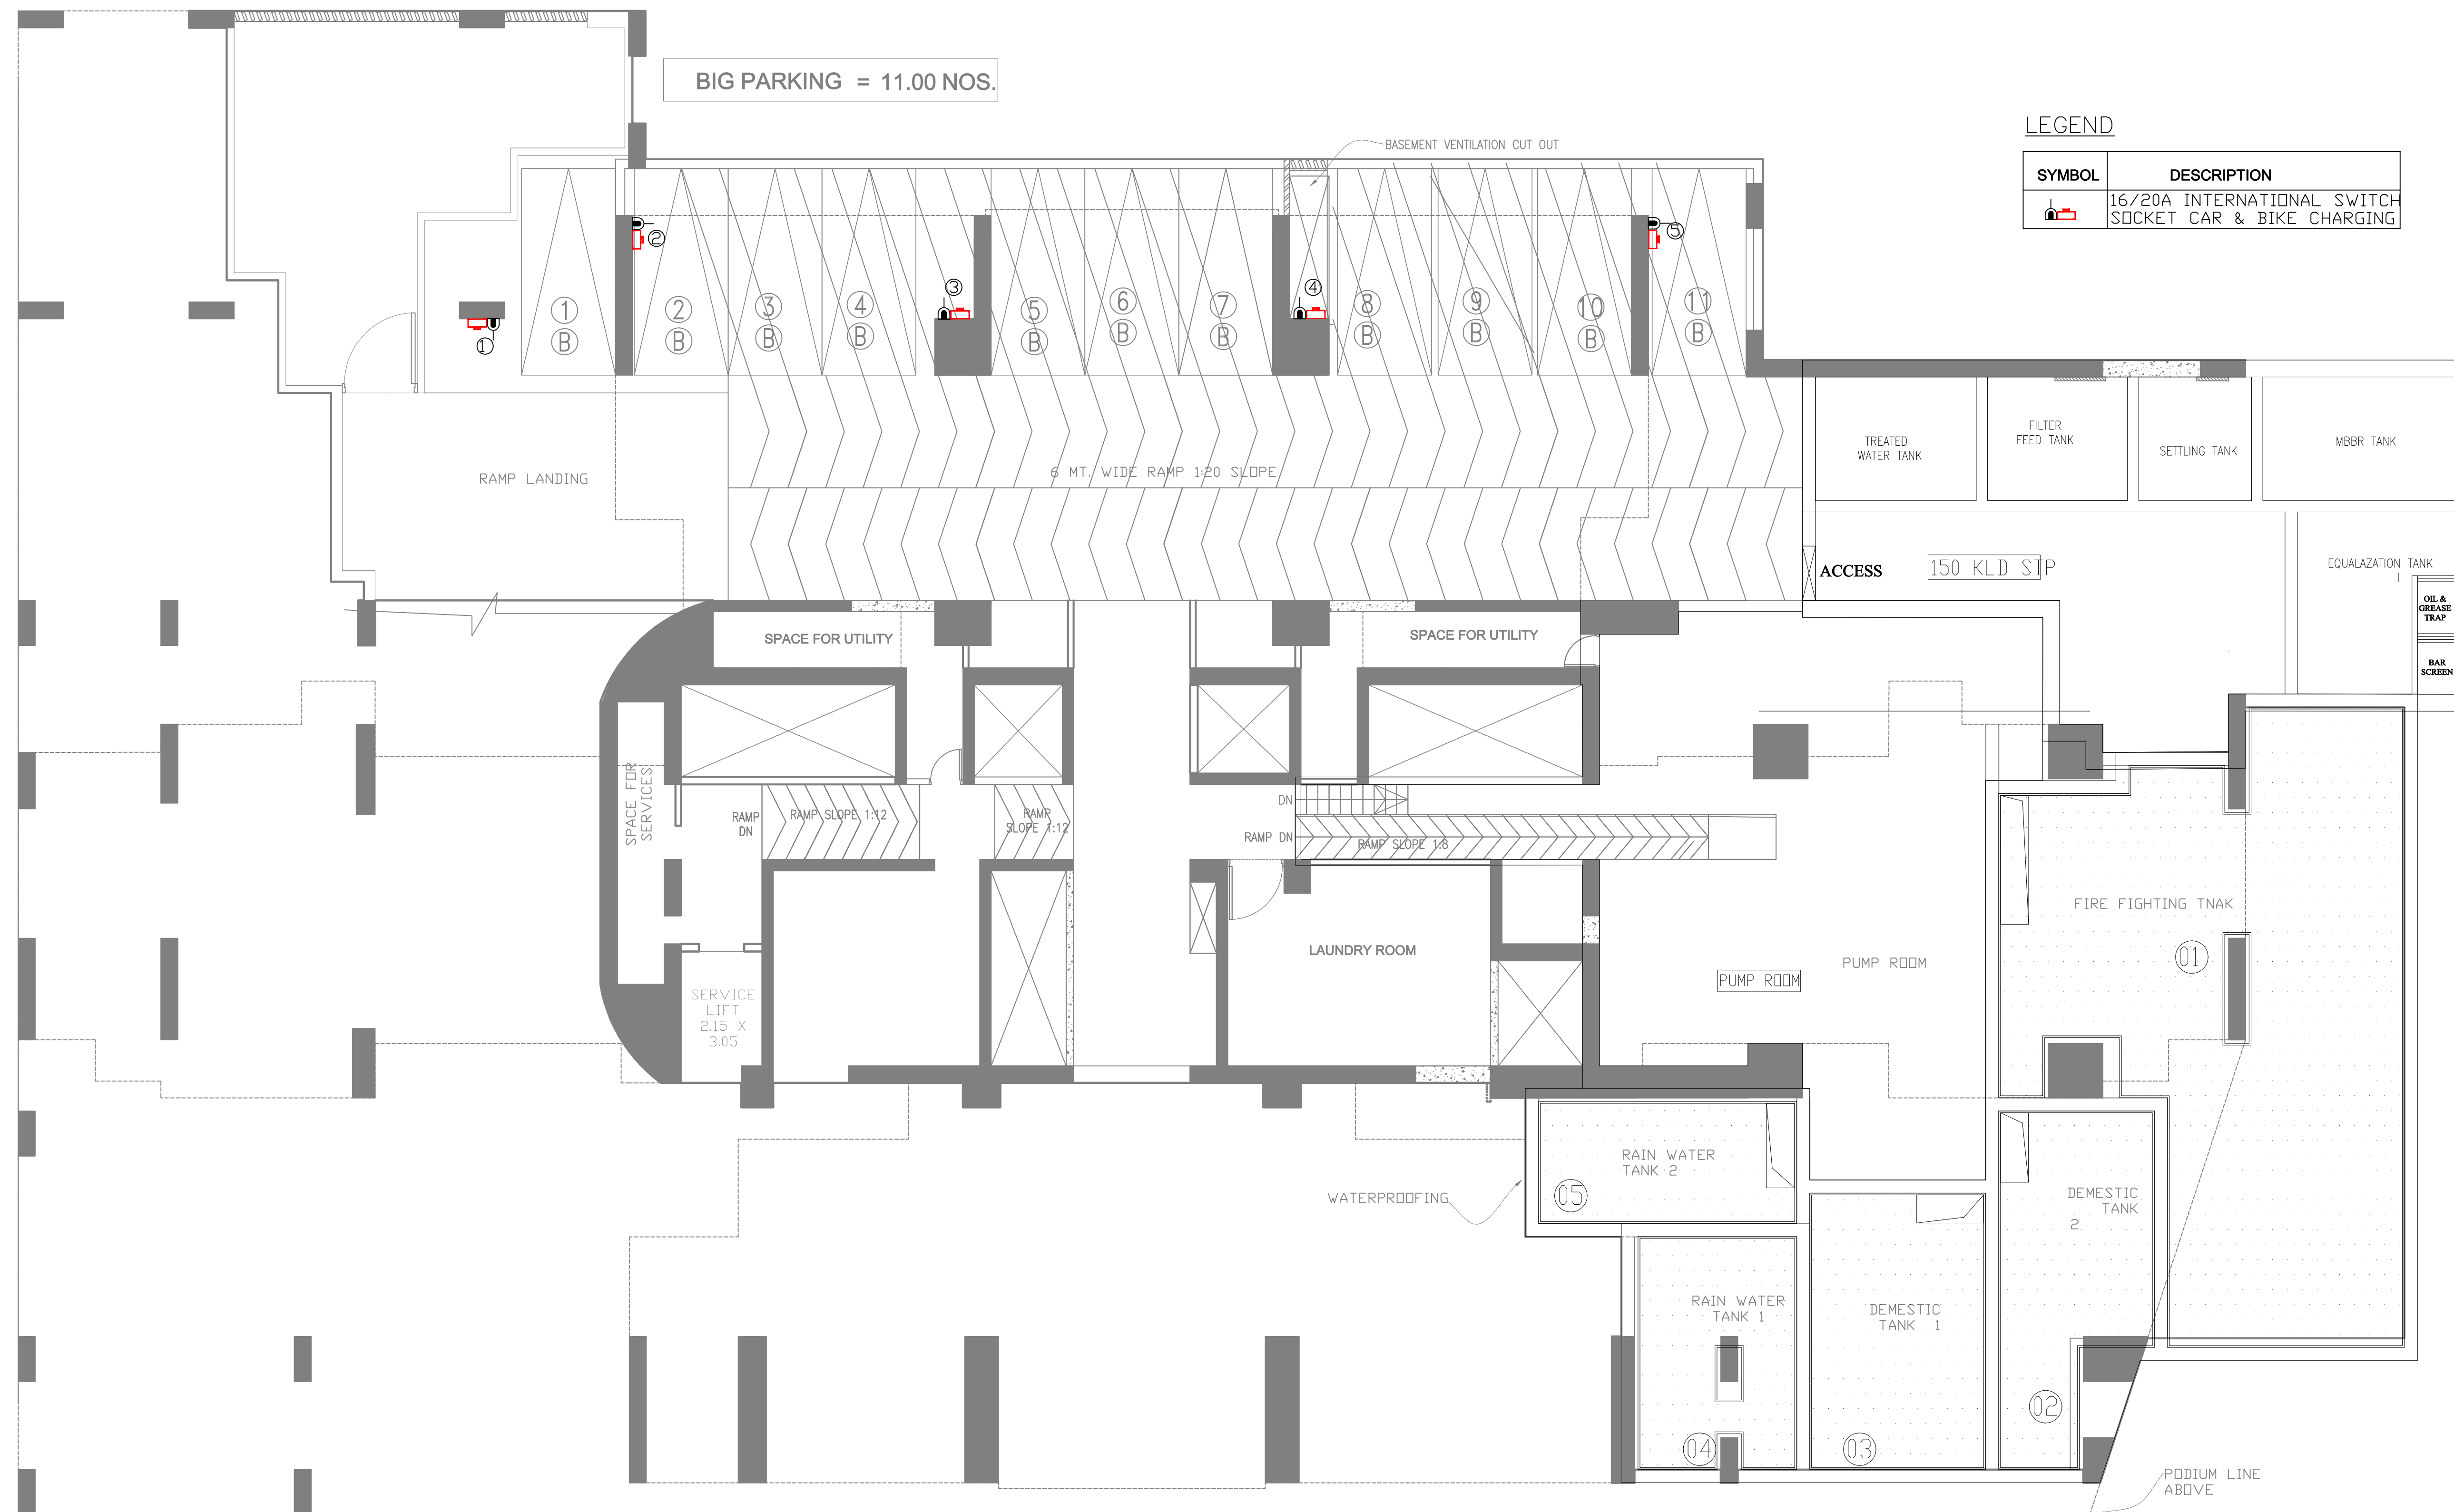 BIG PARKING = 11.00 NOS.
LEGEND
SYMBOL DESCRIPTION
16/20A INTERNATIONAL SWITCH
SOCKET CAR & BIKE CHARGING
BASEMENT VENTILATION CUT OUT
2
5
3
4
1
1
B
2
B
3
B
4
B
5
B
6
B
7
B
8
B
9
B
10
B
11
B
RAMP LANDING
6 MT. WIDE RAMP 1:20 SLOPE
TREATED
WATER TANK
FILTER
FEED TANK
SETTLING TANK
MBBR TANK
ACCESS
150 KLD STP
EQUALAZATION TANK
1
OIL &
GREASE
TRAP
BAR
SCREEN
SPACE FOR UTILITY
SPACE FOR UTILITY
SPACE FOR
SERVICES
RAMP
DN
RAMP SLOPE 1:12
RAMP
SLOPE 1:12
DN
RAMP DN
RAMP SLOPE 1:8
FIRE FIGHTING TNAK
01
LAUNDRY ROOM
PUMP ROOM
PUMP ROOM
SERVICE
LIFT
2.15 X
3.05
RAIN WATER
TANK 2
05
WATERPROOFING
DEMESTIC
TANK
2
RAIN WATER
TANK 1
DEMESTIC
TANK 1
02
04
03
PODIUM LINE
ABOVE